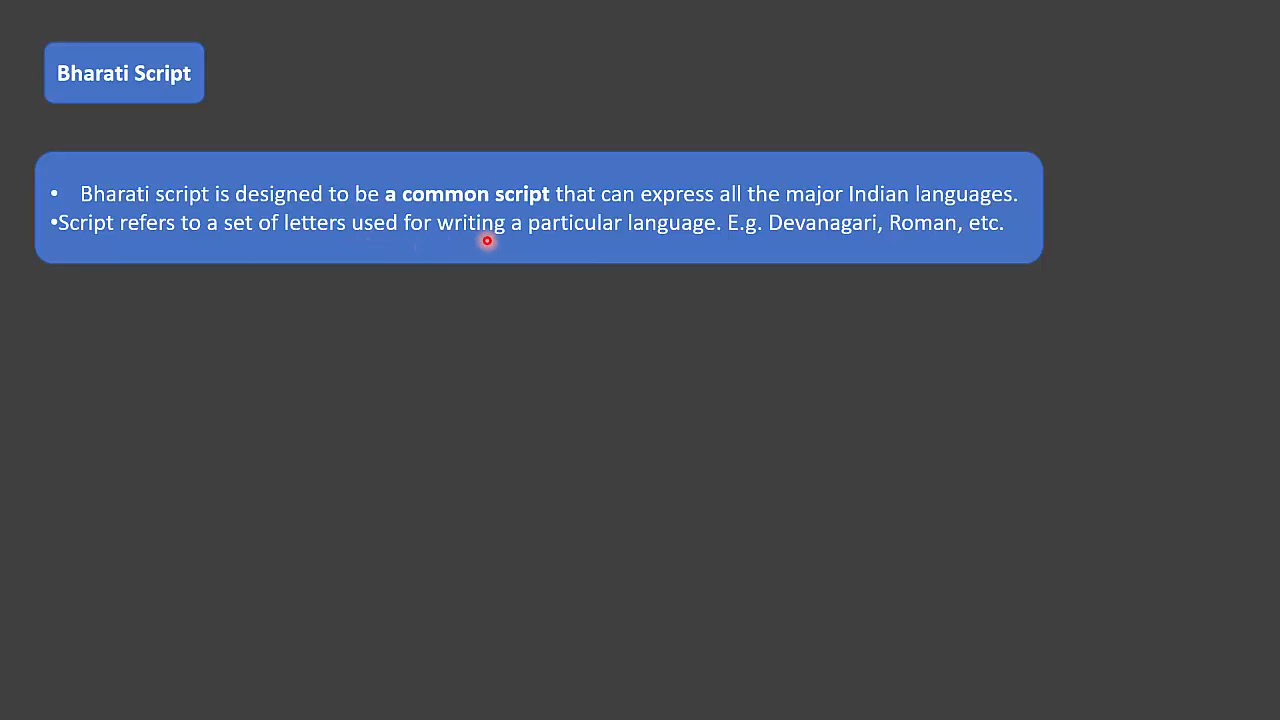 Bharati Script
• Bharati script is designed to be a common script that can express all the major Indian languages.
•Script refers to a set of letters used for writing a particular language. E.g. Devanagari, Roman, etc.